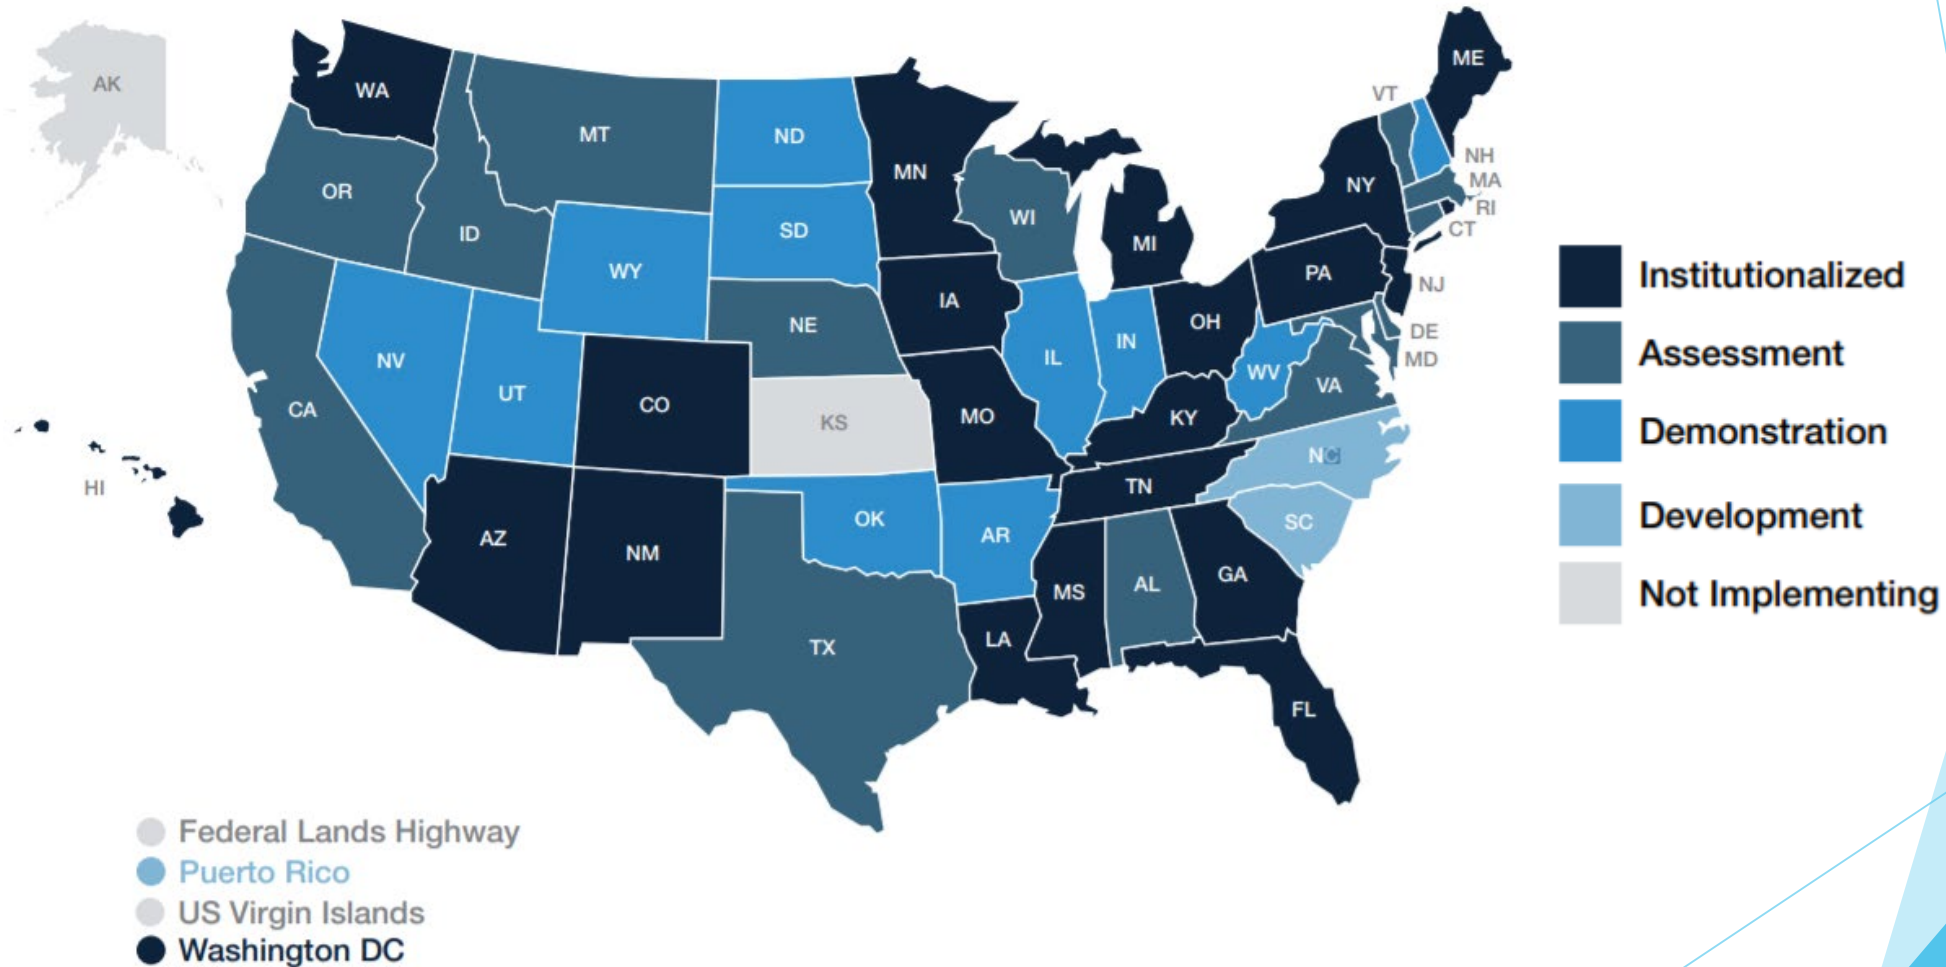 ME
AK
WA
VT
MT
ND
NH
MN
MA
NY
OR
RI
WI
CT
ID
SD
MI
WY
PA
Institutionalized
NJ
IA
NE
OH
DE
IN
Assessment
NV
IL
MD
WV
UT
VA
CO
CA
MO
KY
KS
Demonstration
NC
HI
TN
OK
SC
Development
AZ
AR
NM
GA
MS
AL
Not Implementing
LA
TX
FL
Federal Lands Highway
Puerto Rico
US Virgin Islands
Washington DC